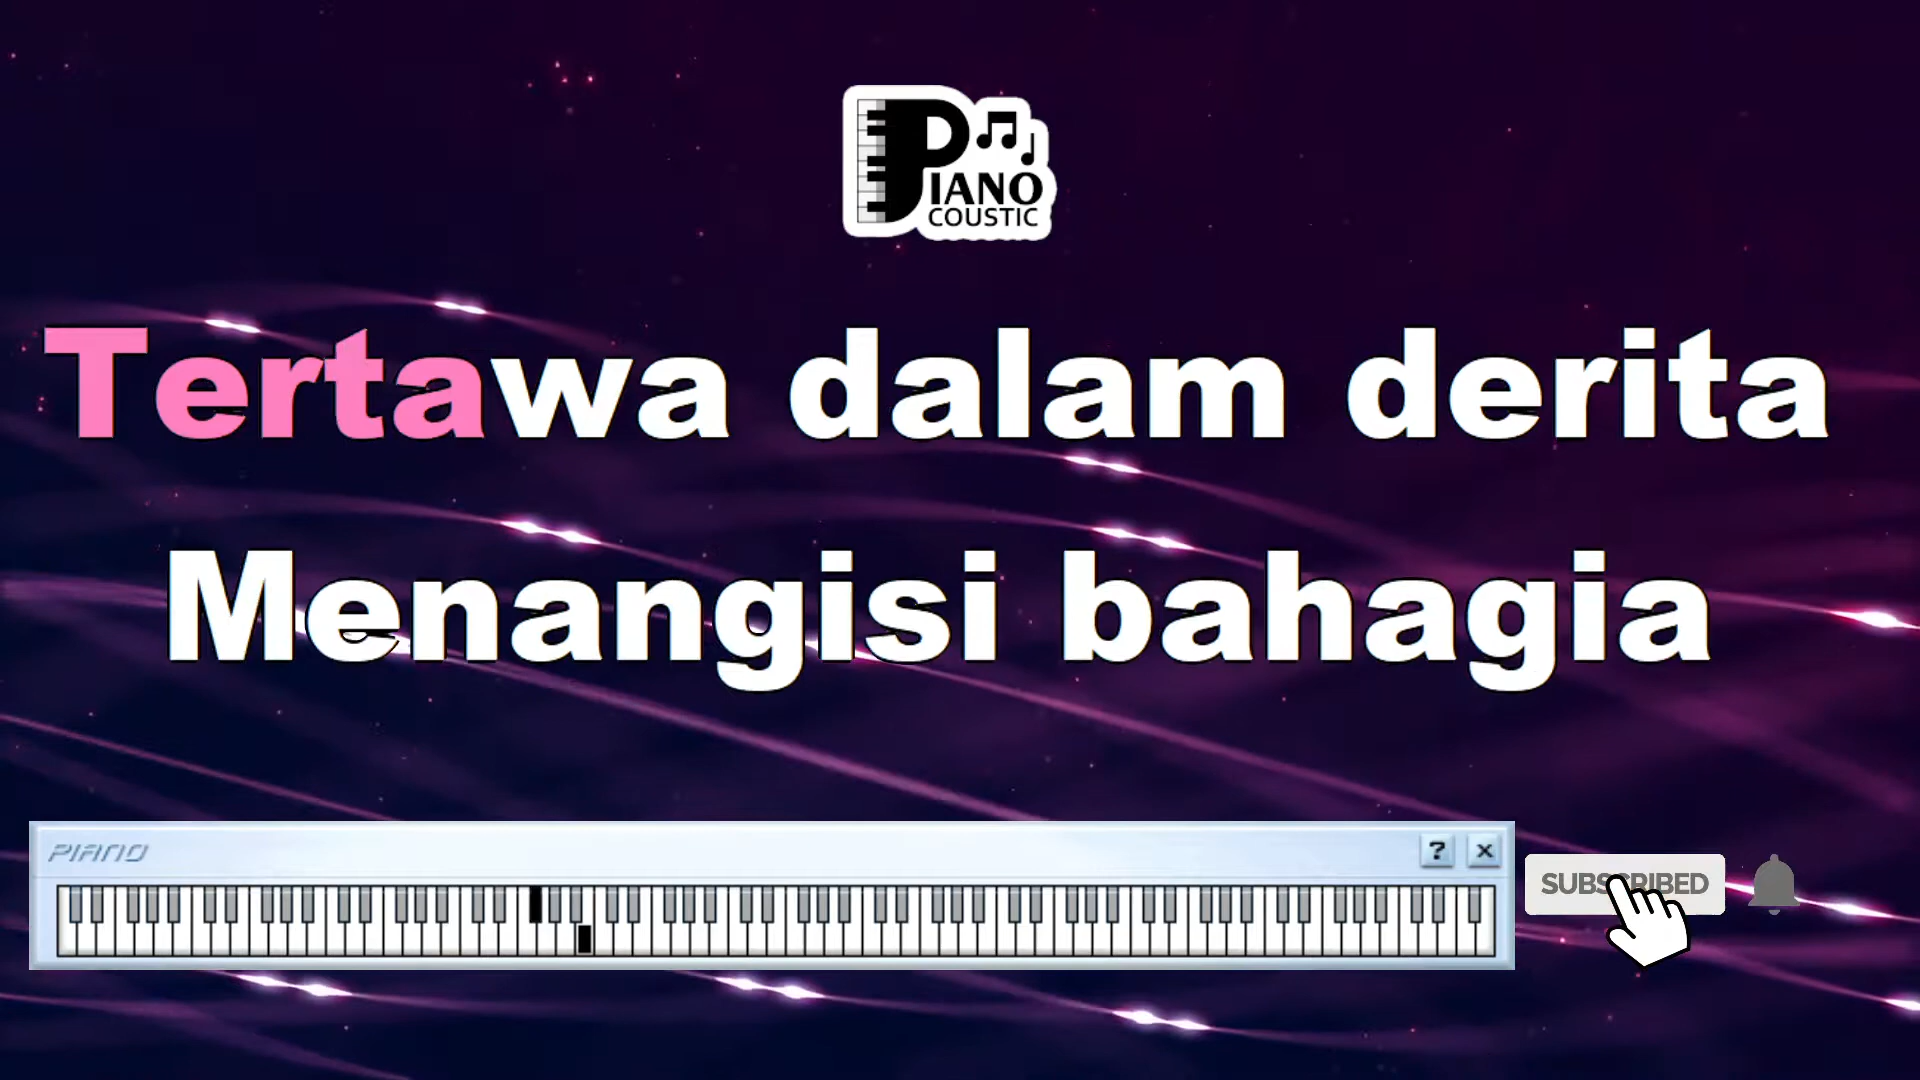 PIANO
COUSTIC
Tertawa dalam derita
Menangisi bahagia
PIANO
? ×
SUBSCRIBED